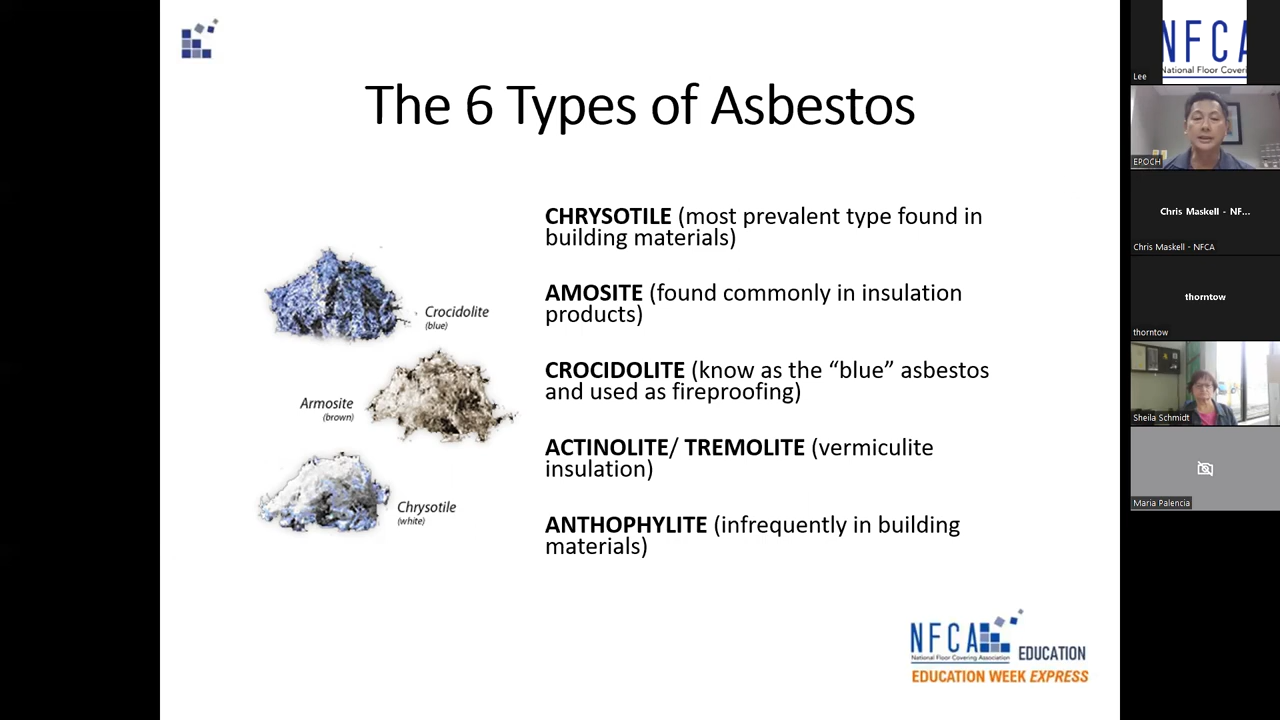 The 6 Types of Asbestos
CHRYSOTILE (most prevalent type found in
building materials)
AMOSITE (found commonly in insulation
products)
CROCIDOLITE (know as the “blue” asbestos
and used as fireproofing)
ACTINOLITE/ TREMOLITE (vermiculite
insulation)
ANTHOPHYLITE (infrequently in building
materials)
Crocidolite
(blue)
Armosite
(brown)
Chrysotile
(white)
NFCA
National Floor Covering Association
EDUCATION
EDUCATION WEEK EXPRESS
NFCA
National Floor Coveri
Lee
EPOCH
Chris Maskell - NF...
Chris Maskell - NFCA
thorntow
thorntow
Sheila Schmidt
Maria Palencia